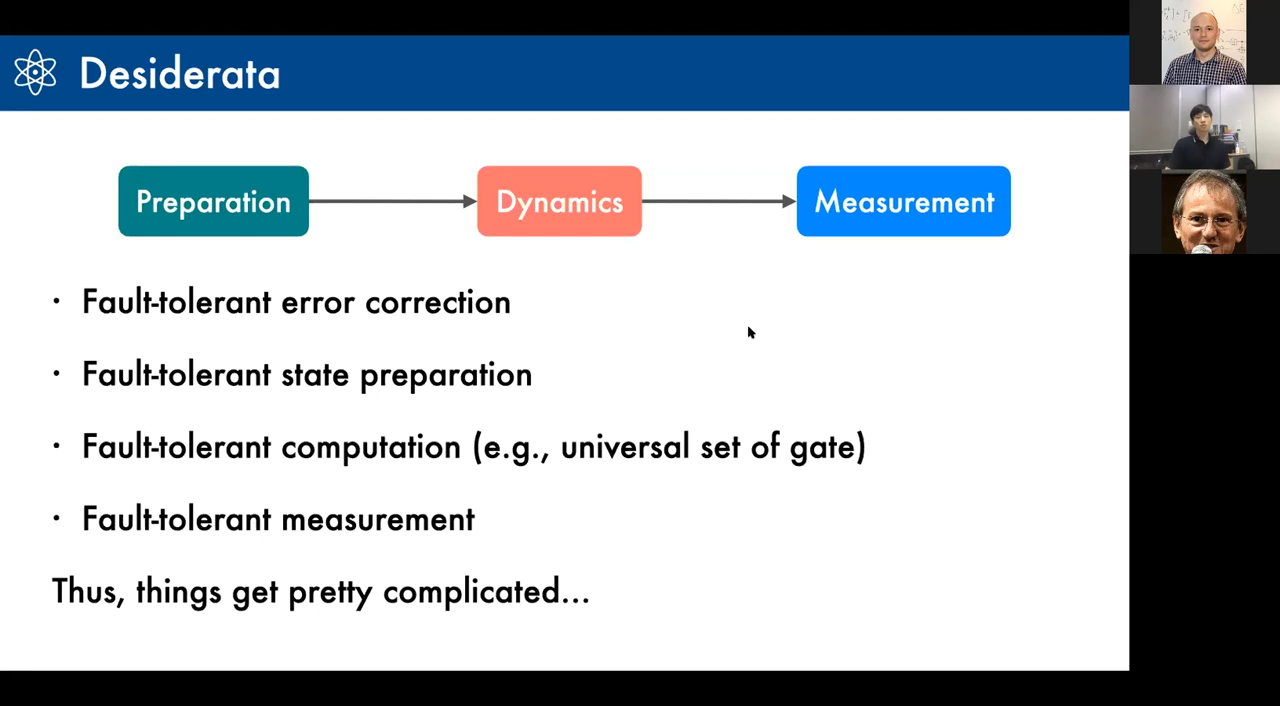 Desiderata
Preparation
Dynamics
Measurement
· Fault-tolerant error correction
· Fault-tolerant state preparation
· Fault-tolerant computation (e.g., universal set of gate)
· Fault-tolerant measurement
Thus, things get pretty complicated...